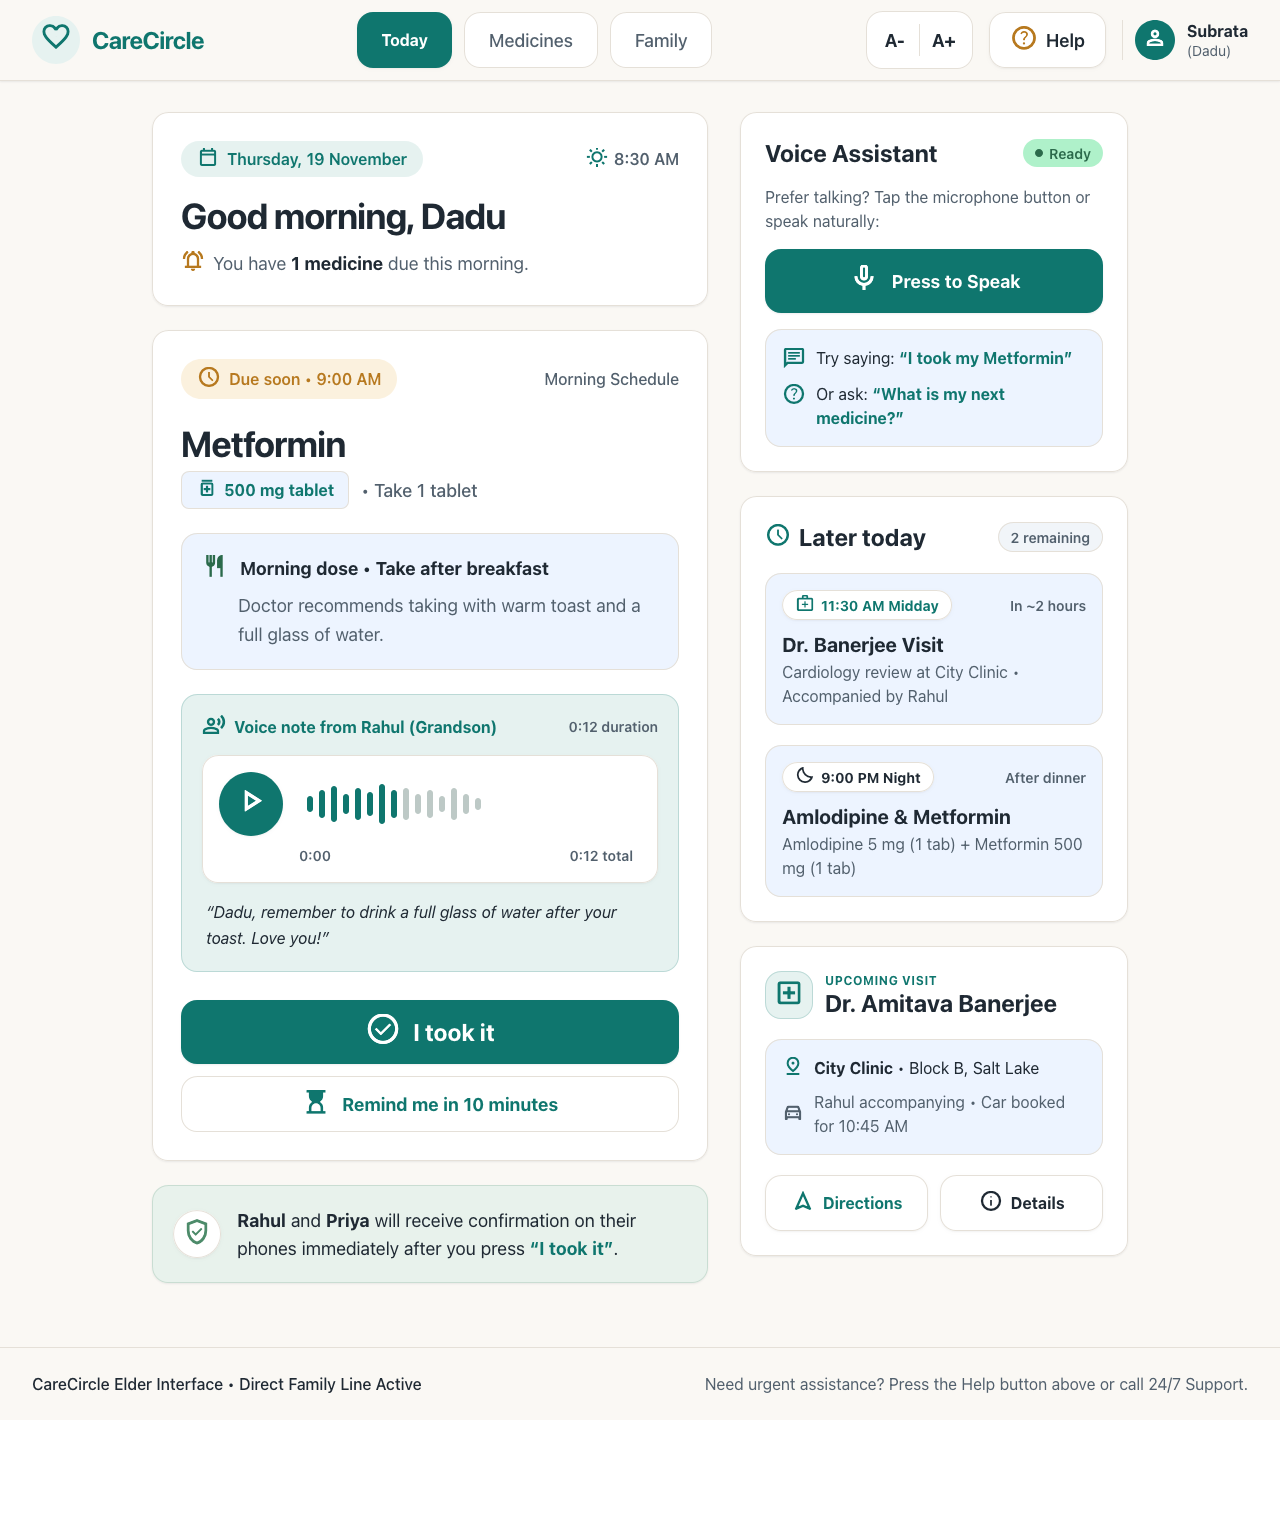 CareCircle
Today
Medicines
Family
A-
A+
Help
Subrata
(Dadu)
Thursday, 19 November
8:30 AM
Good morning, Dadu
You have 1 medicine due this morning.
Due soon • 9:00 AM
Morning Schedule
Metformin
500 mg tablet
• Take 1 tablet
Morning dose • Take after breakfast
Doctor recommends taking with warm toast and a
full glass of water.
Voice note from Rahul (Grandson)
0:12 duration
0:00
0:12 total
“Dadu, remember to drink a full glass of water after your
toast. Love you!”
I took it
Remind me in 10 minutes
Rahul and Priya will receive confirmation on their
phones immediately after you press “I took it”.
Voice Assistant
Ready
Prefer talking? Tap the microphone button or
speak naturally:
Press to Speak
Try saying: “I took my Metformin”
Or ask: “What is my next
medicine?”
Later today
2 remaining
11:30 AM Midday
In ~2 hours
Dr. Banerjee Visit
Cardiology review at City Clinic •
Accompanied by Rahul
9:00 PM Night
After dinner
Amlodipine & Metformin
Amlodipine 5 mg (1 tab) + Metformin 500
mg (1 tab)
UPCOMING VISIT
Dr. Amitava Banerjee
City Clinic • Block B, Salt Lake
Rahul accompanying • Car booked
for 10:45 AM
Directions
Details
CareCircle Elder Interface • Direct Family Line Active
Need urgent assistance? Press the Help button above or call 24/7 Support.